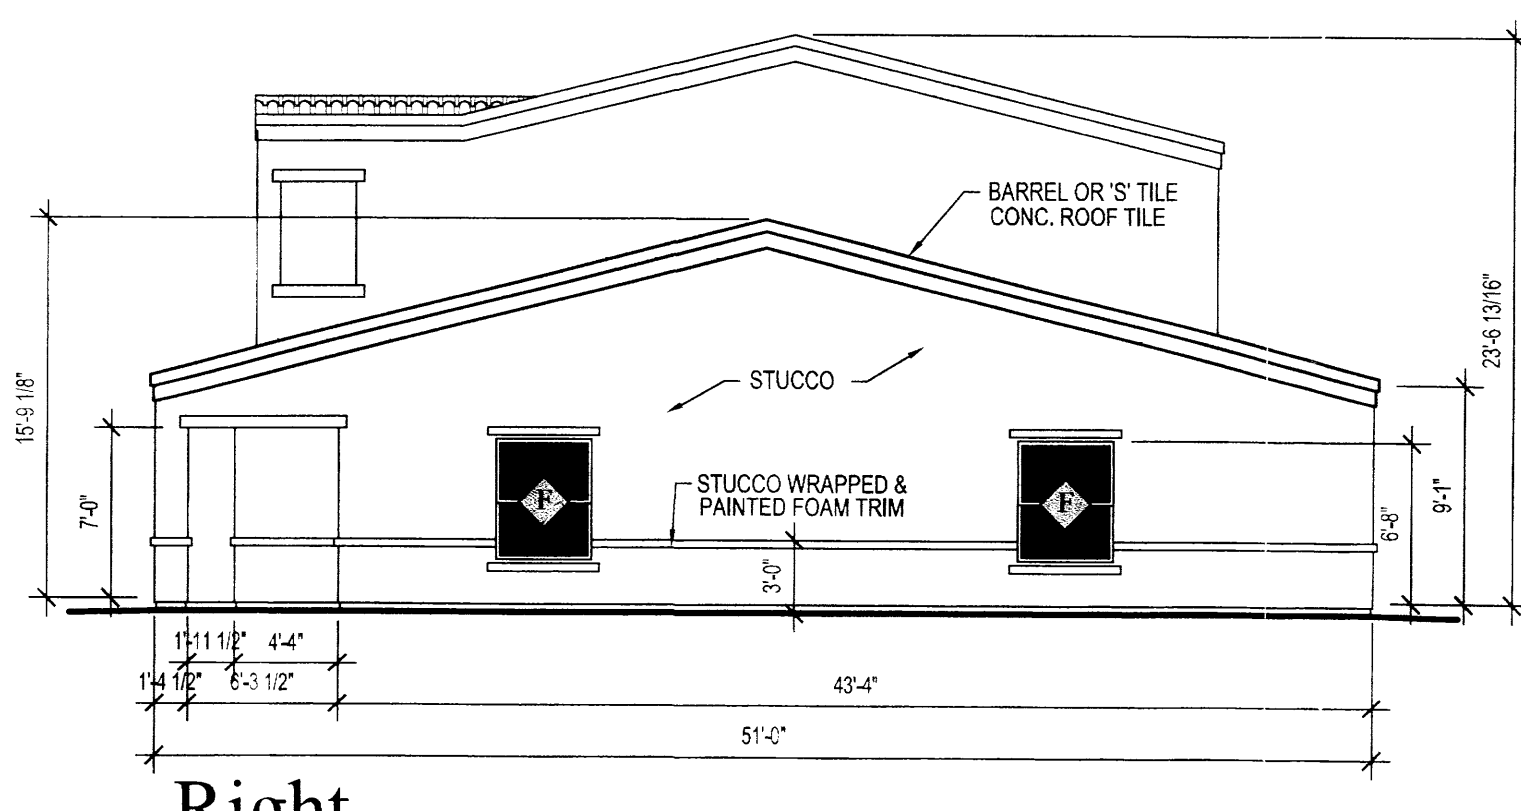 BARREL OR 'S' TILE
CONC. ROOF TILE
23'-6 13/16"
15'-9 1/8"
STUCCO
7'-0"
STUCCO WRAPPED &
PAINTED FOAM TRIM
F
F
6'-8"
9'-1"
3'-0"
1'-11 1/2"
4'-4"
1'-4 1/2"
6'-3 1/2"
43'-4"
51'-0"
Right